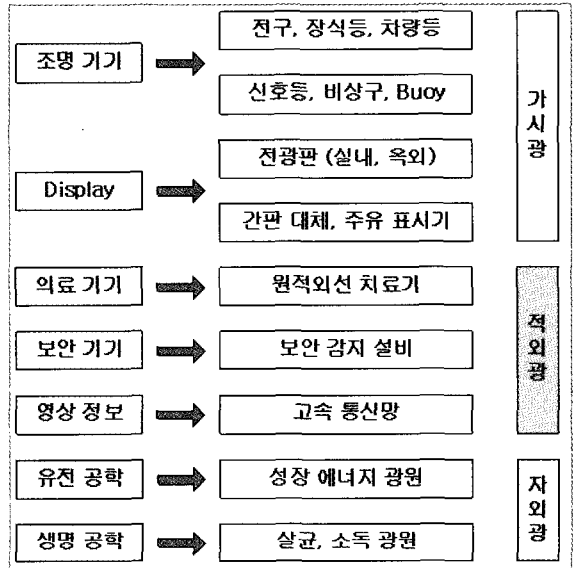 조명 기기
전구, 장식등, 차량등
신호등, 비상구, Buoy
Display
전광판 (실내, 옥외)
간판 대체, 주유 표시기
가시광
의료 기기
원적외선 치료기
보안 기기
보안 감지 설비
영상 정보
고속 통신망
적외광
유전 공학
성장 에너지 광원
생명 공학
살균, 소독 광원
자외광